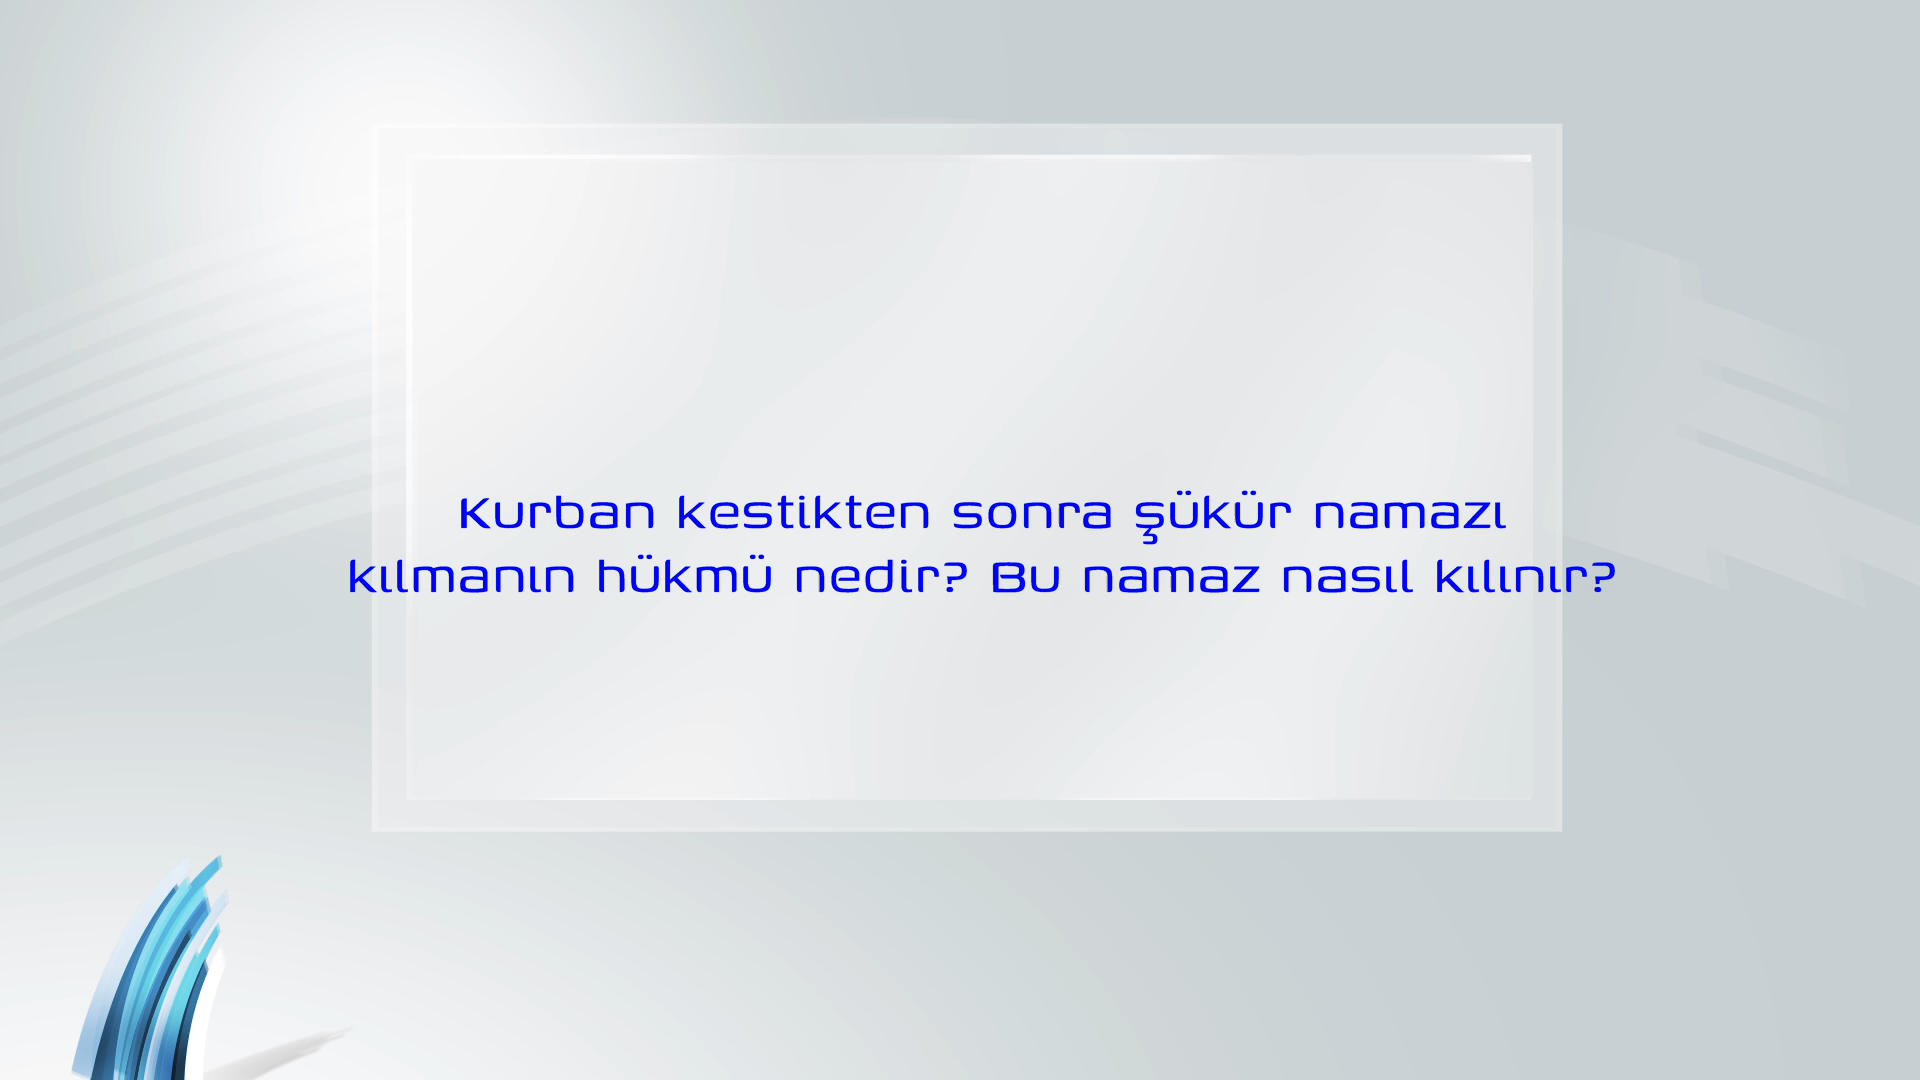 Kurban kestikten sonra şükür namazı
kılmanın hükmü nedir? Bu namaz nasıl kılınır?